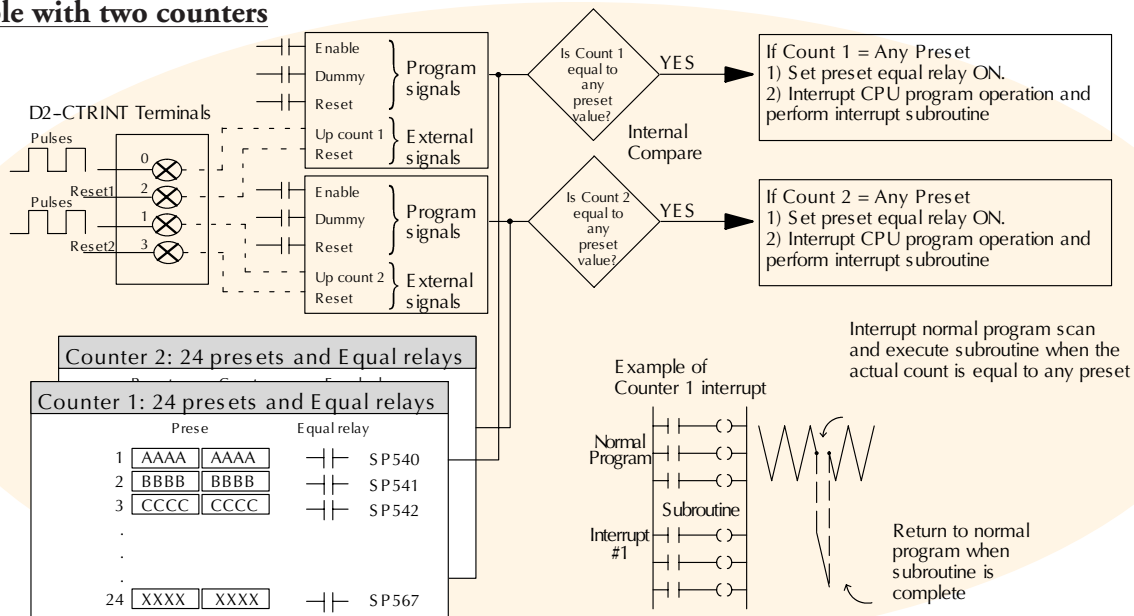 ple with two counters
D2-CTRINT Terminals
Pulses
0
Reset1
2
Pulses
1
Reset2
3
Enable
Dummy
Reset
Program
signals
Up count 1
Reset
External
signals
Enable
Dummy
Reset
Program
signals
Up count 2
Reset
External
signals
Is Count 1
equal to
any
preset
value?
YES
Internal
Compare
Is Count 2
equal to
any
preset
value?
YES
If Count 1 = Any Preset
1) Set preset equal relay ON.
2) Interrupt CPU program operation and
perform interrupt subroutine
If Count 2 = Any Preset
1) Set preset equal relay ON.
2) Interrupt CPU program operation and
perform interrupt subroutine
Counter 2: 24 presets and Equal relays
Counter 1: 24 presets and Equal relays
Prese Equal relay
1 AAAA AAAA SP540
2 BBBB BBBB SP541
3 CCCC CCCC SP542
.
.
.
24 XXXX XXXX SP567
Interrupt normal program scan
and execute subroutine when the
actual count is equal to any preset
Example of
Counter 1 interrupt
Normal
Program
Subroutine
Interrupt
#1
Return to normal
program when
subroutine is
complete